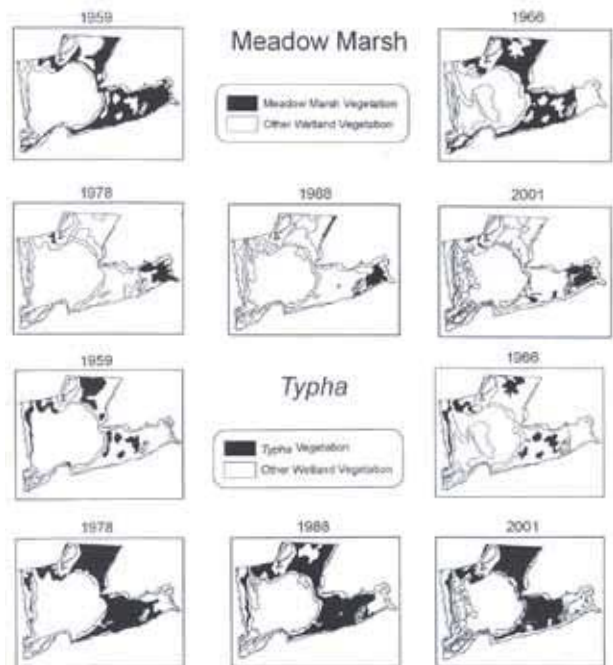 1959
Meadow Marsh
1966
Meadow Marsh Vegetation
Other Wetland Vegetation
1978
1988
2001
1959
Typha
1966
Typha Vegetation
Other Wetland Vegetation
1978
1988
2001